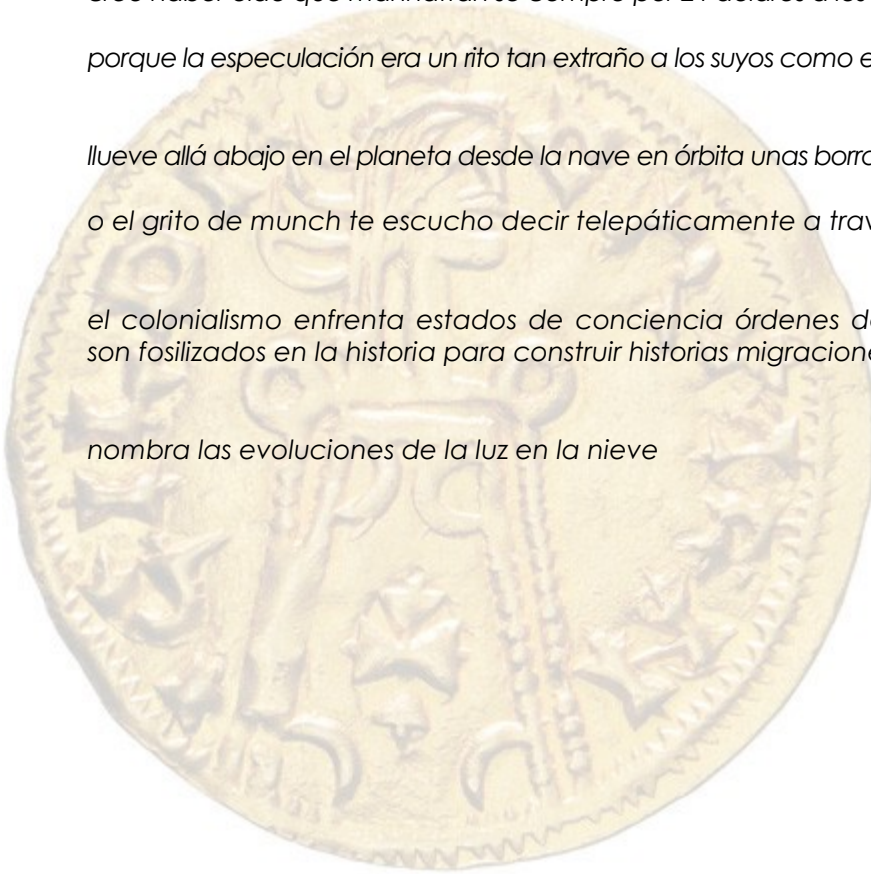 porque la especulación era un rito tan extraño a los suyos como e
llueve allá abajo en el planeta desde la nave en órbita unas
o el grito de munch te escucho decir telepáticamente a
el colonialismo enfrenta estados de conciencia órdenes
son fosilizados en la historia para construir historias
nombra las evoluciones de la luz en la nieve